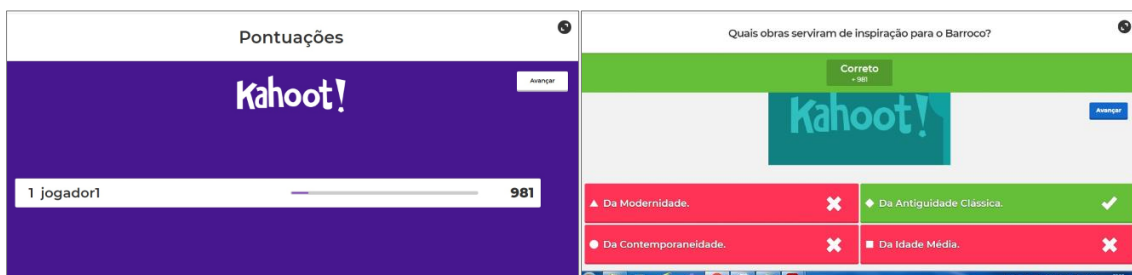 Pontuações
Kahoot!
Avançar
1 jogador1 981
Quais obras serviram de inspiração para o Barroco?
Correto
+ 981
Kahoot!
Avançar
Da Modernidade.
Da Antiguidade Clássica.
Da Contemporaneidade.
Da Idade Média.